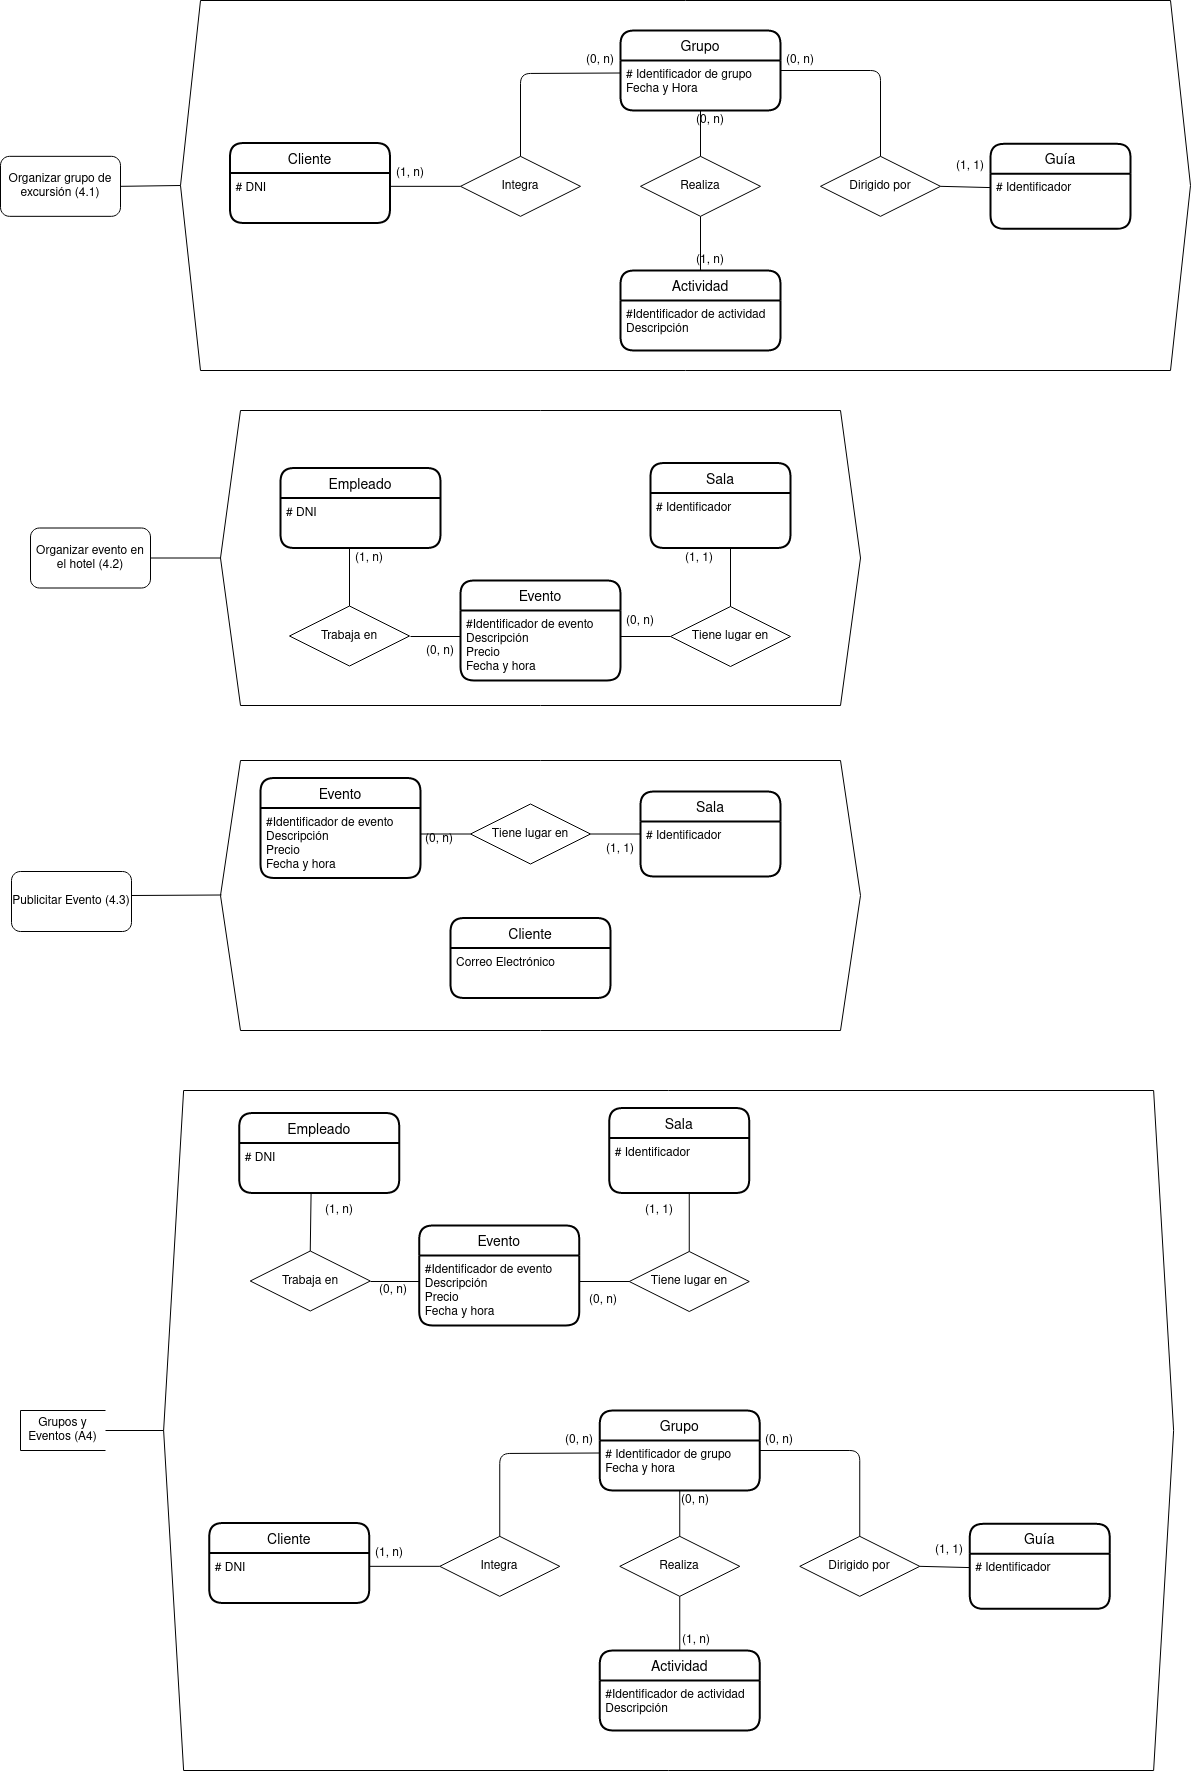 Organizar grupo de
excursión (4.1)
Grupo
# Identificador de grupo
Fecha y Hora
(0, n)
(0, n)
(0, n)
Cliente
# DNI
(1, n)
Integra
Realiza
Dirigido por
(1, 1)
Guía
# Identificador
(1, n)
Actividad
#Identificador de actividad
Descripción
Organizar evento en
el hotel (4.2)
Empleado
# DNI
(1, n)
Sala
# Identificador
(1, 1)
Trabaja en
(0, n)
Evento
#Identificador de evento
Descripción
Precio
Fecha y hora
(0, n)
Tiene lugar en
Publicitar Evento (4.3)
Evento
#Identificador de evento
Descripción
Precio
Fecha y hora
(0, n)
Tiene lugar en
(1, 1)
Sala
# Identificador
Cliente
Correo Electrónico
Grupos y
Eventos (A4)
Empleado
# DNI
(1, n)
Sala
# Identificador
(1, 1)
Trabaja en
(0, n)
Evento
#Identificador de evento
Descripción
Precio
Fecha y hora
(0, n)
Tiene lugar en
Grupo
# Identificador de grupo
Fecha y hora
(0, n)
(0, n)
(0, n)
Cliente
# DNI
(1, n)
Integra
Realiza
Dirigido por
(1, 1)
Guía
# Identificador
(1, n)
Actividad
#Identificador de actividad
Descripción